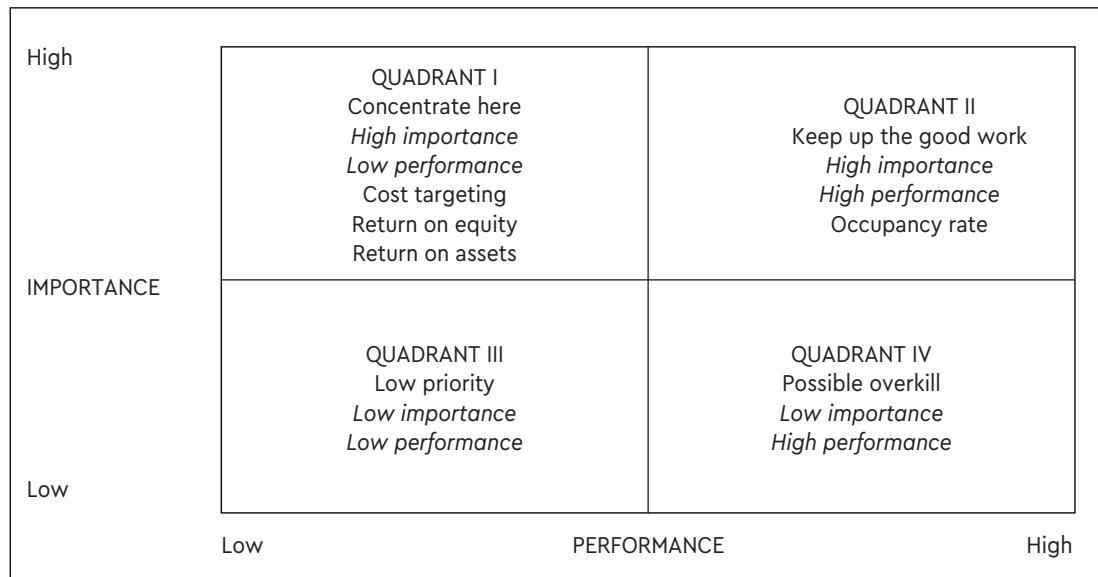 High
QUADRANT I
Concentrate here
High importance
Low performance
Cost targeting
Return on equity
Return on assets
QUADRANT II
Keep up the good work
High importance
High performance
Occupancy rate
IMPORTANCE
QUADRANT III
Low priority
Low importance
Low performance
QUADRANT IV
Possible overkill
Low importance
High performance
Low
Low PERFORMANCE High